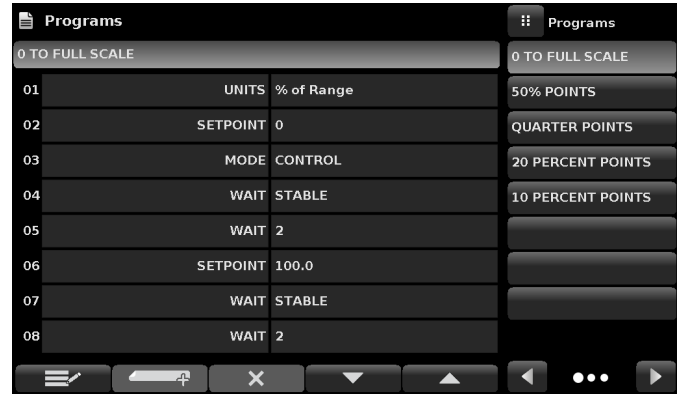 Programs
0 TO FULL SCALE
01 UNITS % of Range
02 SETPOINT 0
03 MODE CONTROL
04 WAIT STABLE
05 WAIT 2
06 SETPOINT 100.0
07 WAIT STABLE
08 WAIT 2
Programs
0 TO FULL SCALE
50% POINTS
QUARTER POINTS
20 PERCENT POINTS
10 PERCENT POINTS